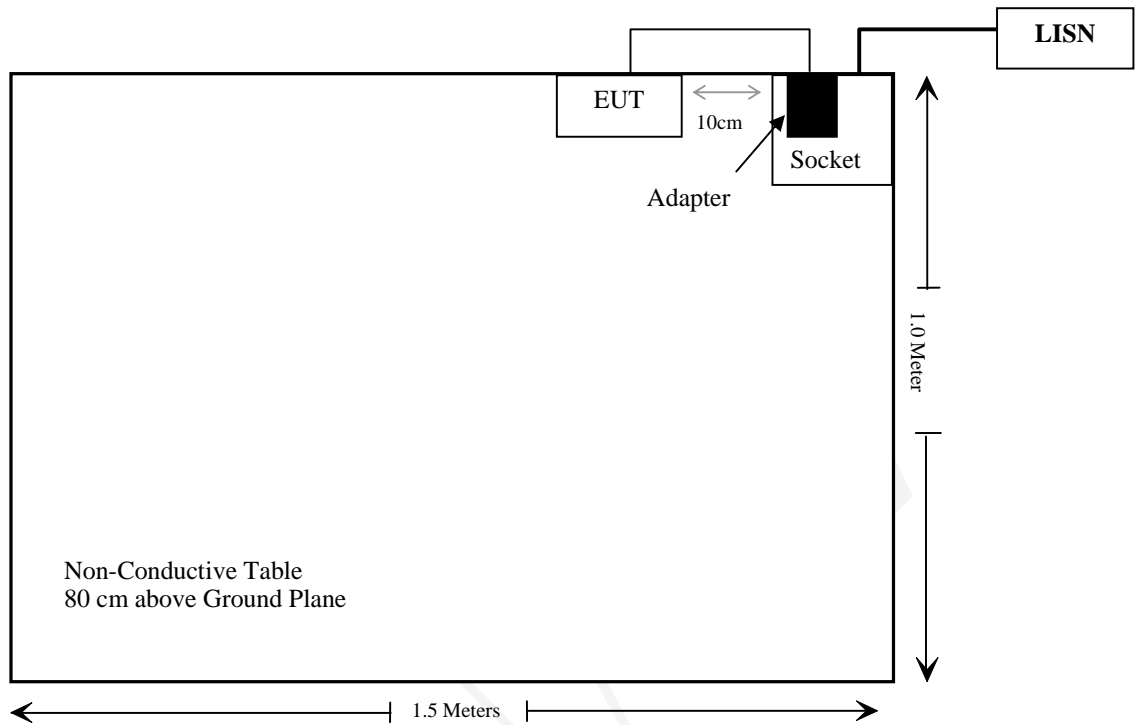 LISN
EUT
10cm
Socket
Adapter
1.0 Meter
Non-Conductive Table
80 cm above Ground Plane
1.5 Meters